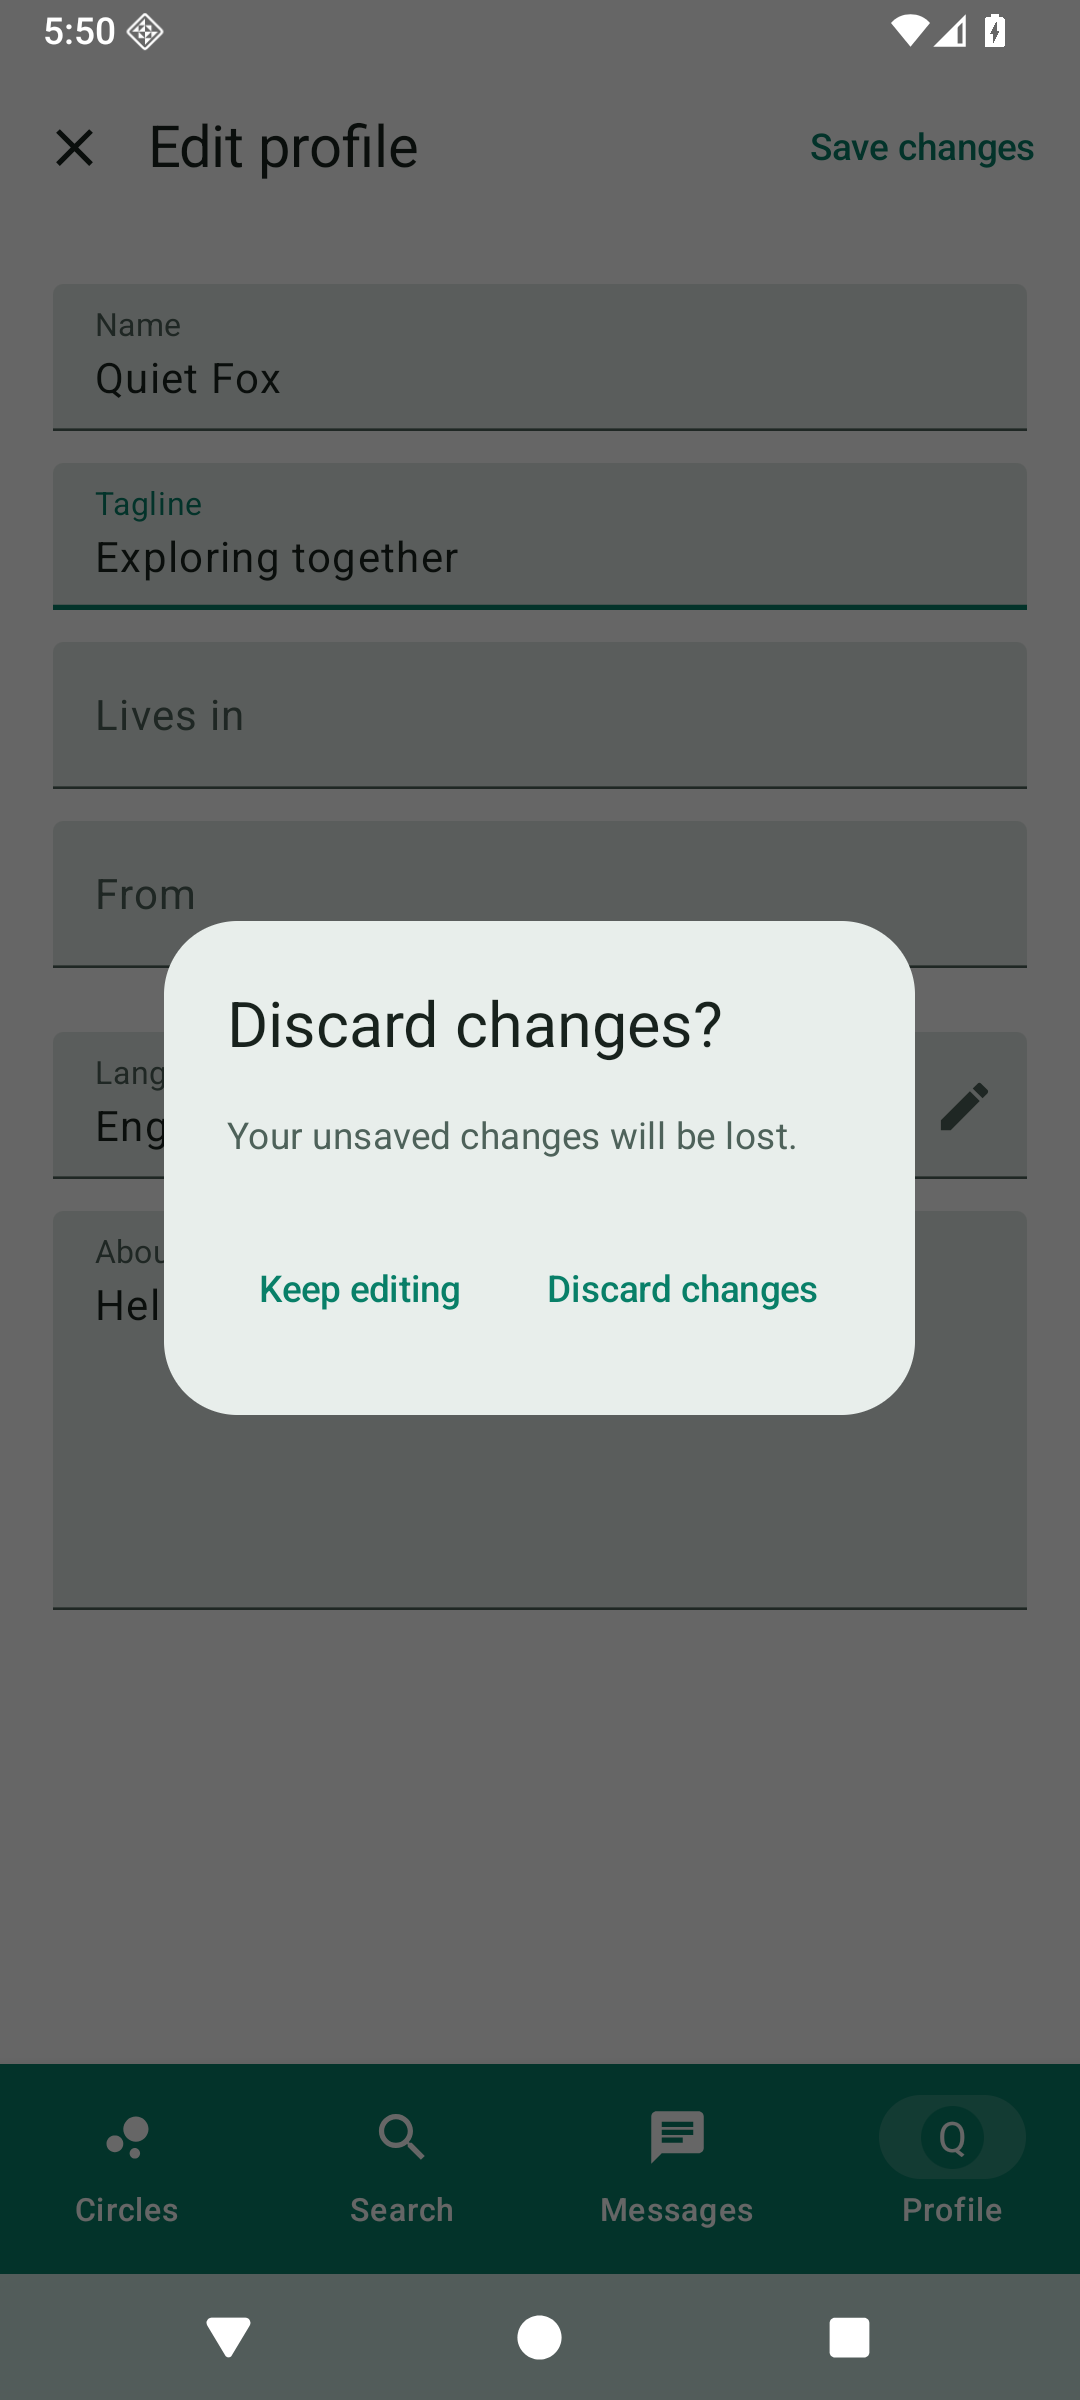 5:50
Edit profile
Save changes
Name
Quiet Fox
Tagline
Exploring together
Lives in
From
Lang
Eng
Abou
Hel
Discard changes?
Your unsaved changes will be lost.
Keep editing
Discard changes
Q
Circles
Search
Messages
Profile